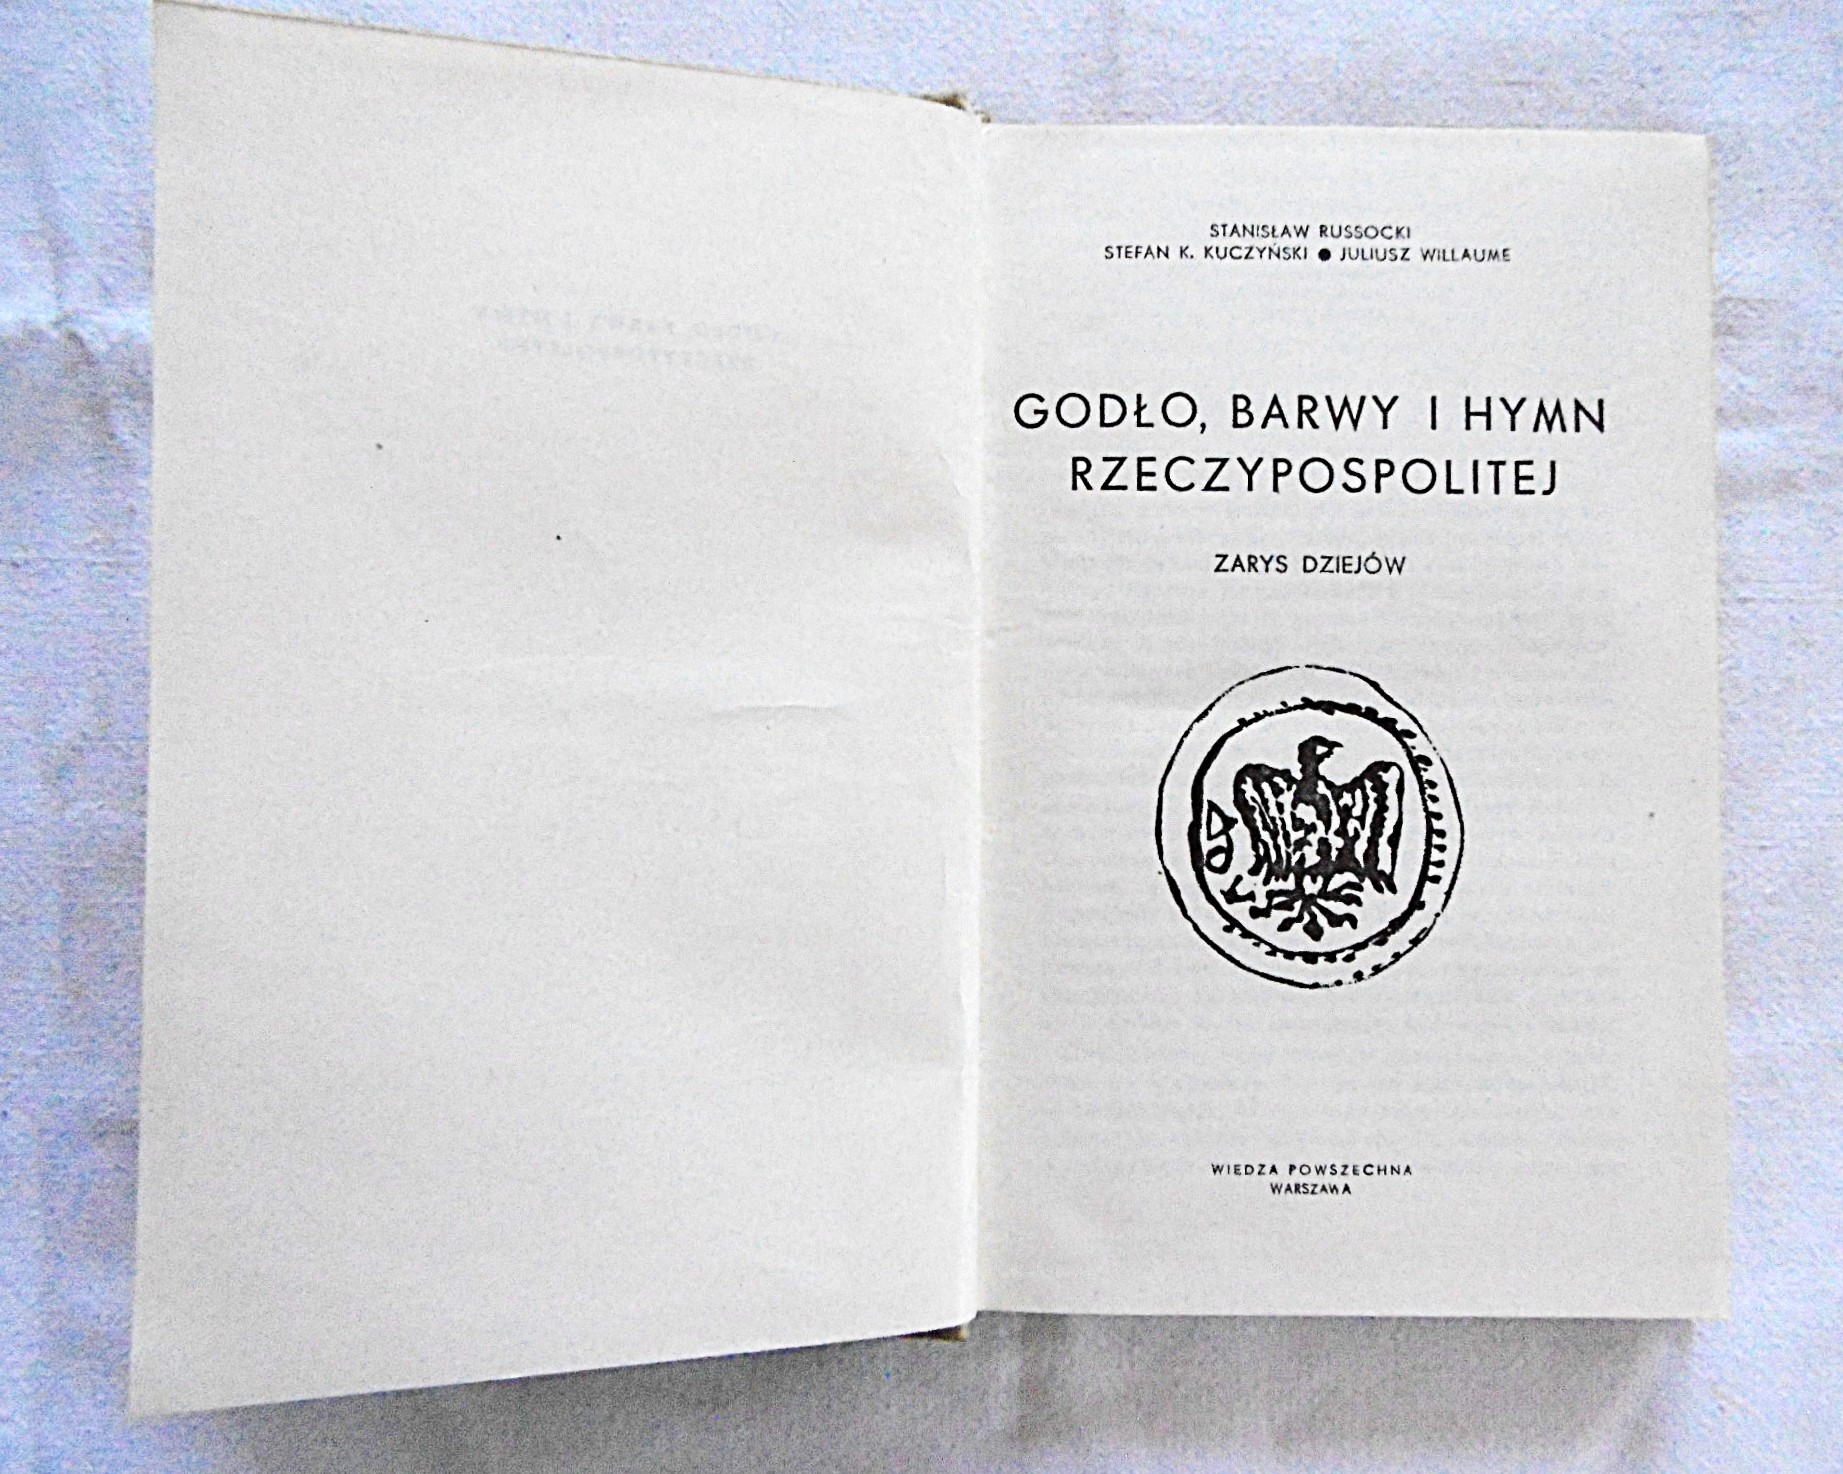 STANISŁAW RUSSOCKI
STEFAN K. KUCZYŃSKI ● JULIUSZ WILLAUME
GODŁO, BARWY I HYMN
RZECZYPOSPOLITEJ
ZARYS DZIEJÓW
WIEDZA POWSZECHNA
WARSZAWA